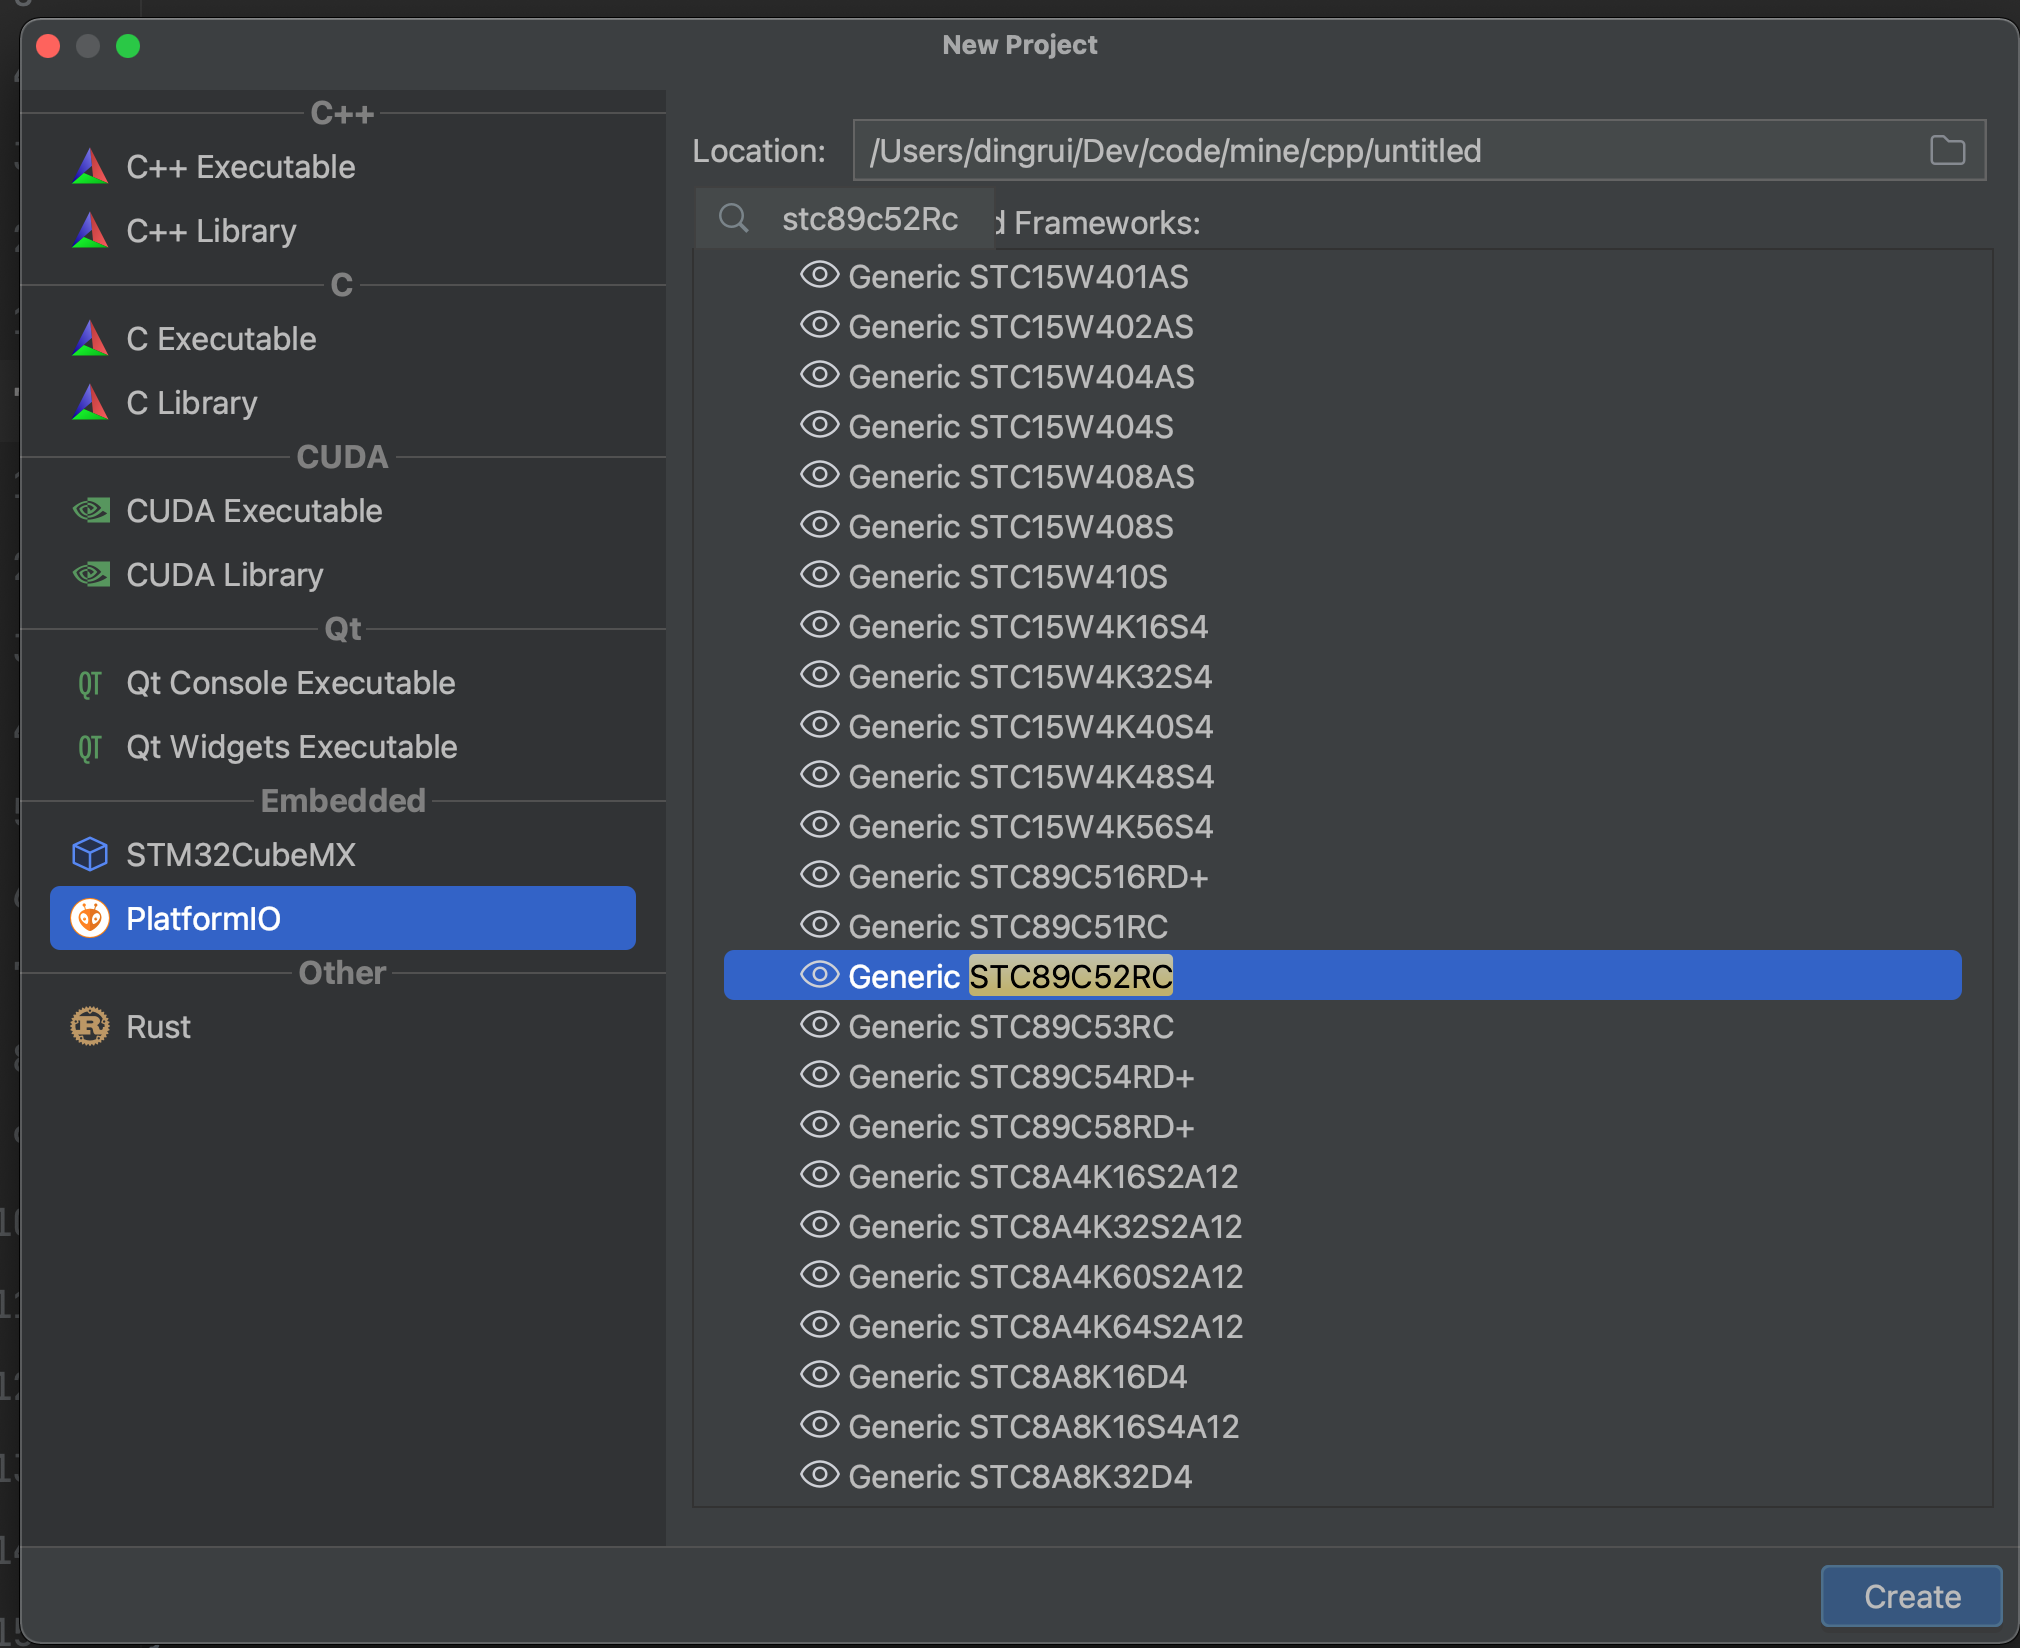 New Project
C++
C++ Executable
C++ Library
C
C Executable
C Library
CUDA
CUDA Executable
CUDA Library
Qt
QT Qt Console Executable
QT Qt Widgets Executable
Embedded
STM32CubeMX
PlatformIO
Other
Rust
Location: /Users/dingrui/Dev/code/mine/cpp/untitled
stc89c52Rc
Frameworks:
Generic STC15W401AS
Generic STC15W402AS
Generic STC15W404AS
Generic STC15W404S
Generic STC15W408AS
Generic STC15W408S
Generic STC15W410S
Generic STC15W4K16S4
Generic STC15W4K32S4
Generic STC15W4K40S4
Generic STC15W4K48S4
Generic STC15W4K56S4
Generic STC89C516RD+
Generic STC89C51RC
Generic STC89C52RC
Generic STC89C53RC
Generic STC89C54RD+
Generic STC89C58RD+
Generic STC8A4K16S2A12
Generic STC8A4K32S2A12
Generic STC8A4K60S2A12
Generic STC8A4K64S2A12
Generic STC8A8K16D4
Generic STC8A8K16S4A12
Generic STC8A8K32D4
Create